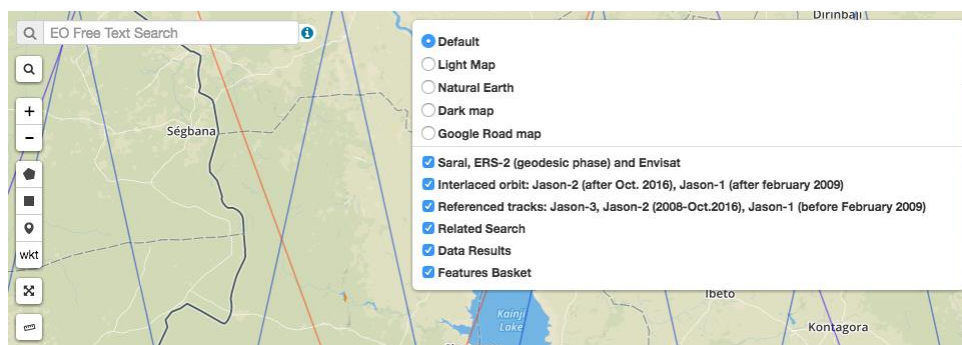 EO Free Text Search
Dirinbaji
Default
Light Map
Natural Earth
Dark map
Google Road map
Ségbana
Saral, ERS-2 (geodesic phase) and Envisat
Interlaced orbit: Jason-2 (after Oct. 2016), Jason-1 (after february 2009)
Referenced tracks: Jason-3, Jason-2 (2008-Oct.2016), Jason-1 (before February 2009)
Related Search
Data Results
Features Basket
wkt
Ibeto
Kainji
Lake
Kontagora